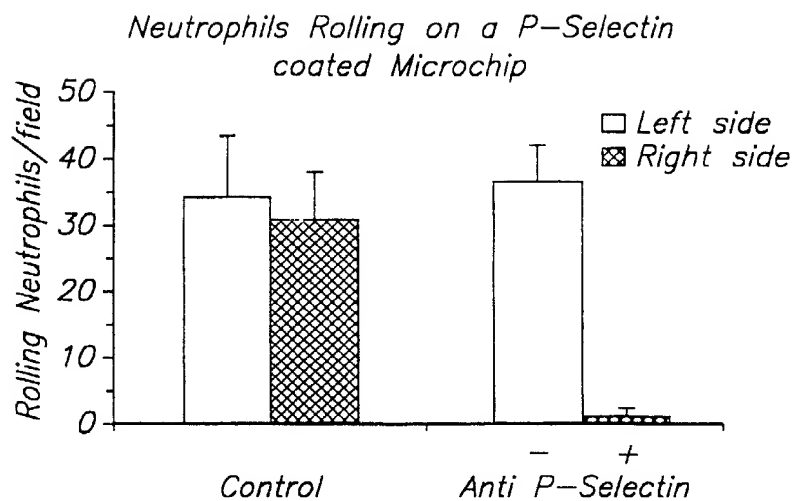 Neutrophils Rolling on a P-Selectin
coated Microchip
Rolling Neutrophils/field
50
40
30
20
10
0
Left side
Right side
- +
Control
Anti P-Selectin